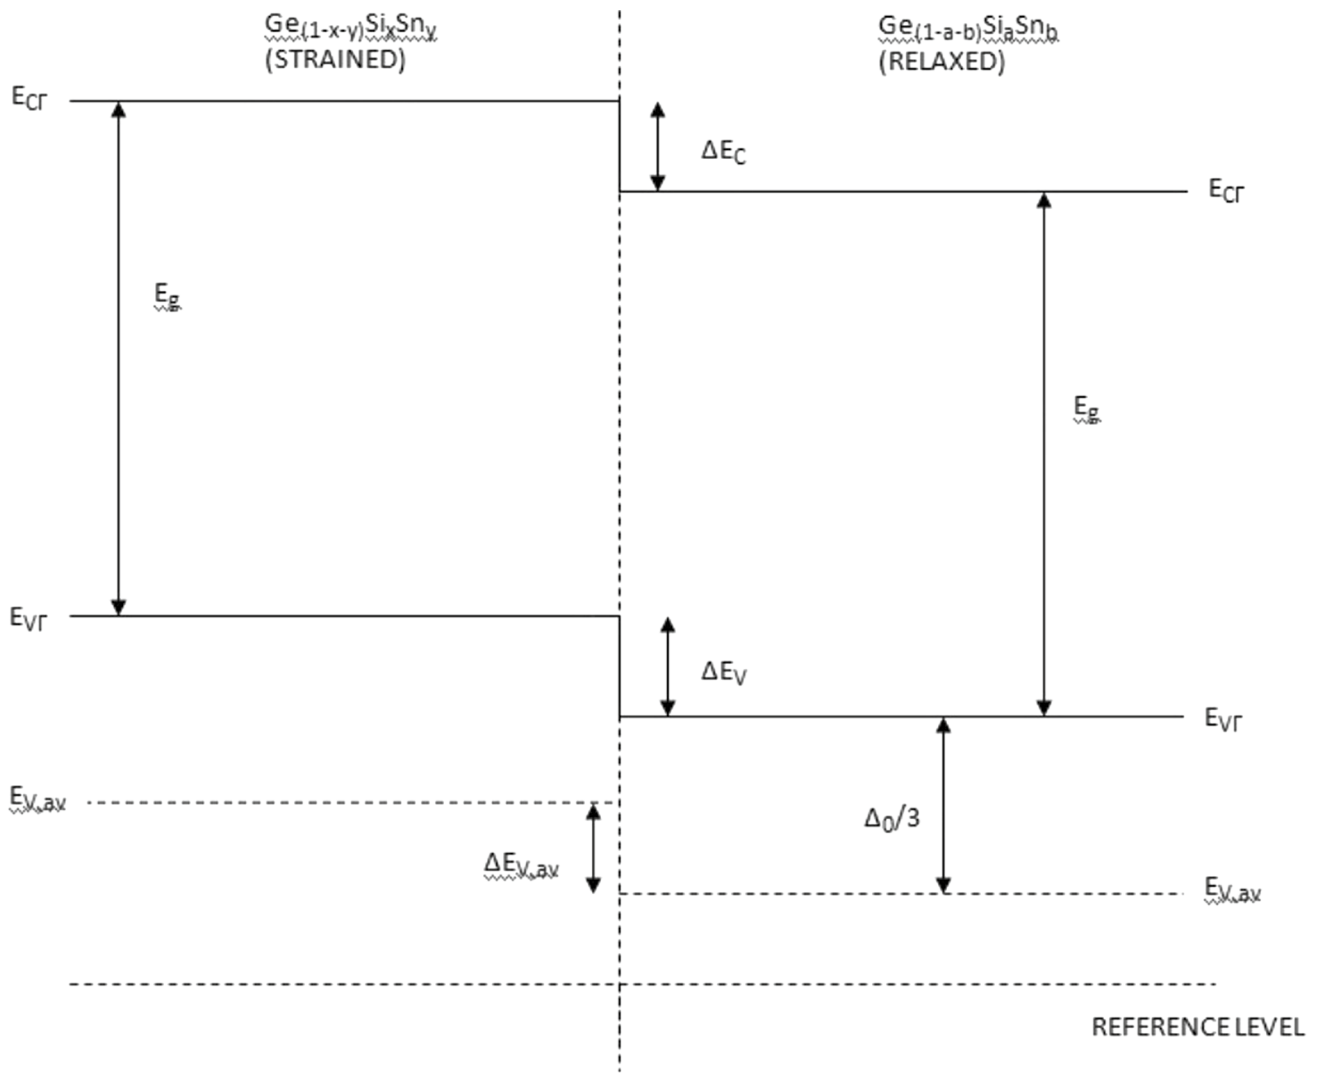 Ge(1-x-y)SixSny
(STRAINED)
Ge(1-a-b)SiaSnb
(RELAXED)
ECΓ
ΔEC
ECΓ
Eg
Eg
EVΓ
ΔEV
EVΓ
EV,av
Δ0/3
ΔEV,av
EV,av
REFERENCE LEVEL